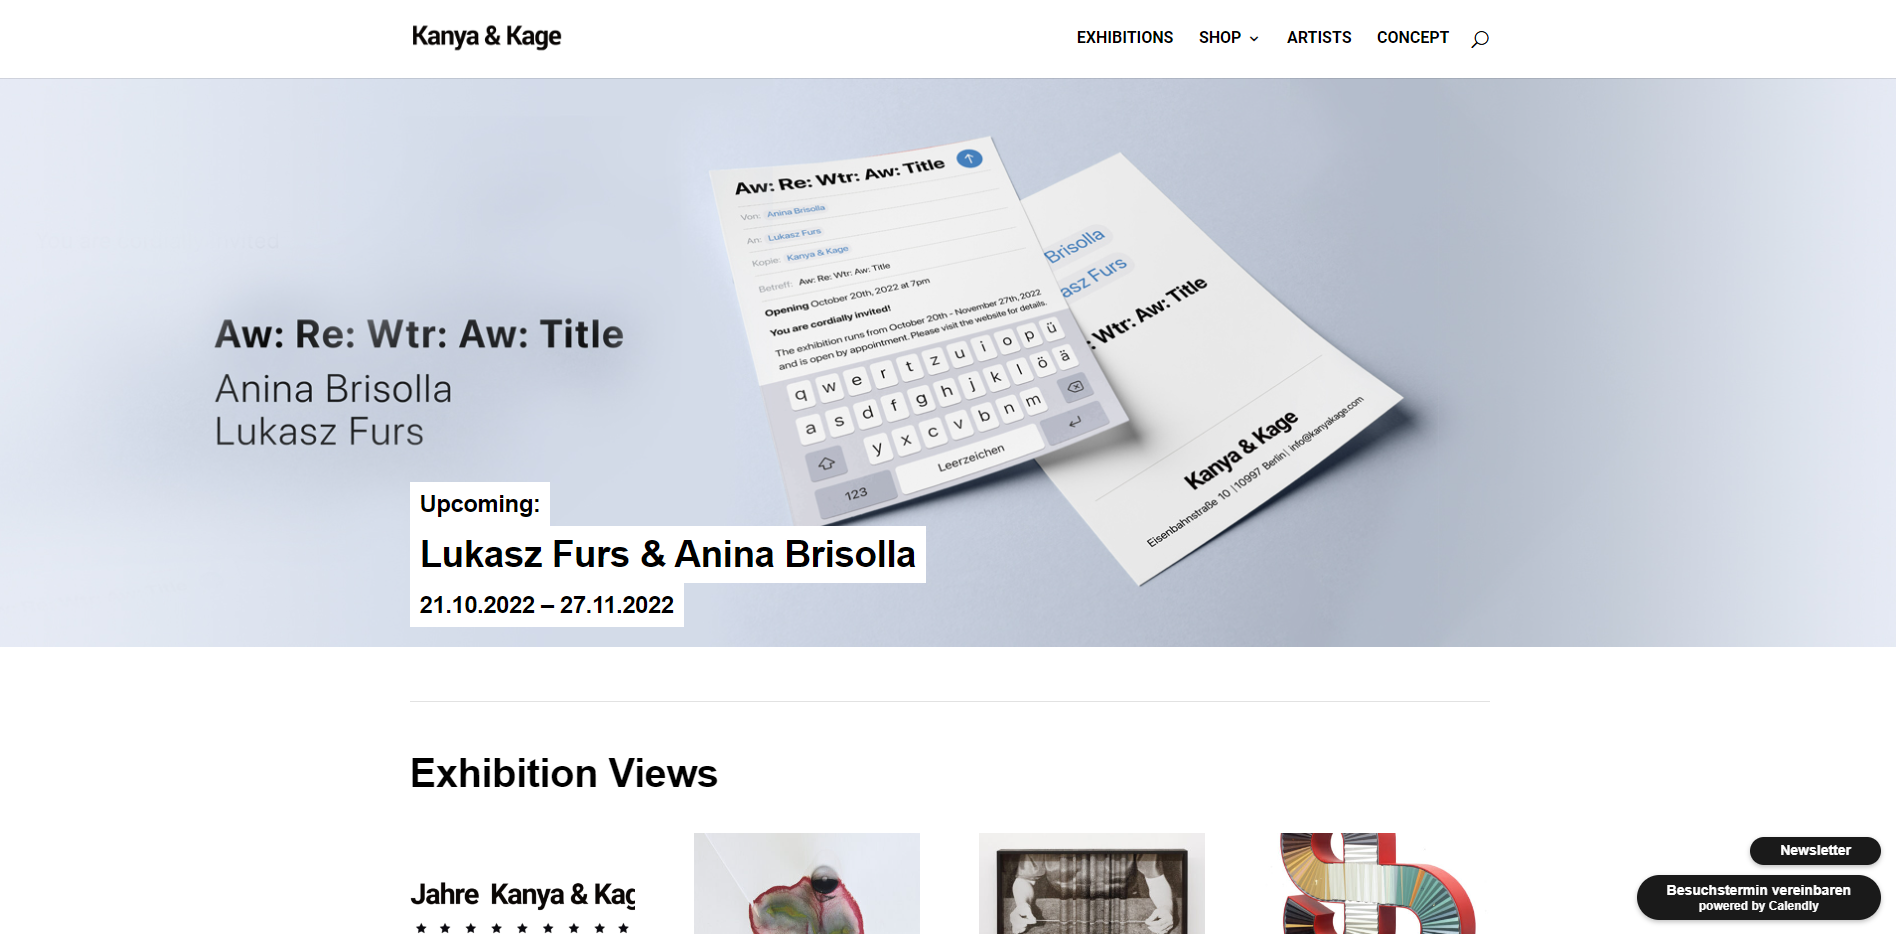 Kanya & Kage
EXHIBITIONS SHOP ARTISTS CONCEPT
Aw: Re: Wtr: Aw: Title
Anina Brisolla
Lukasz Furs
Aw: Re: Wtr: Aw: Title
Von: Anina Brisolla
An: Lukasz Furs
Kopie: Kanya & Kage
Betreff: Aw: Re: Wtr: Aw: Title
Opening October 20th, 2022 at 7pm
You are cordially invited!
The exhibition runs from October 20th - November 27th, 2022
and is open by appointment. Please visit the website for details.
q w e r t z u i o p ü
a s d f g h j k l ö ä
y x c v b n m
123 Leerzeichen
Brisolla
asz Furs
: Wtr: Aw: Title
Kanya & Kage
Eisenbahnstraße 10 | 10997 Berlin | info@kanyakage.com
Upcoming:
Lukasz Furs & Anina Brisolla
21.10.2022 – 27.11.2022
Exhibition Views
Jahre Kanya & Kag
Newsletter
Besuchstermin vereinbaren
powered by Calendly